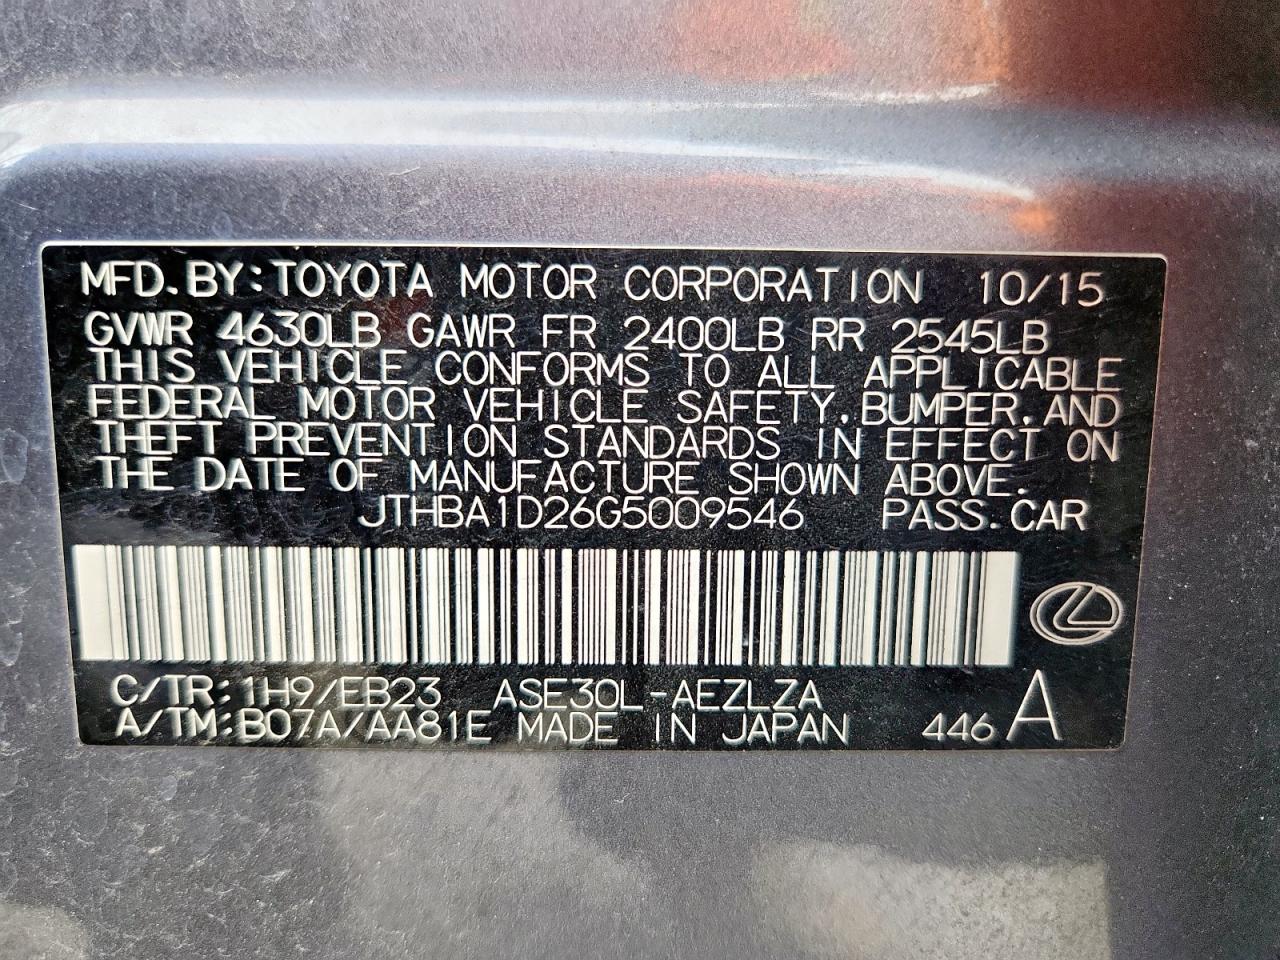 MFD. BY: TOYOTA MOTOR CORPORATION 10/15
GVWR 4630LB GAWR FR 2400LB RR 2545LB
THIS VEHICLE CONFORMS TO ALL APPLICABLE
FEDERAL MOTOR VEHICLE SAFETY, BUMPER, AND
THEFT PREVENTION STANDARDS IN EFFECT ON
THE DATE OF MANUFACTURE SHOWN ABOVE.
JTHBA1D26G5009546 PASS. CAR
C/TR: 1H9/EB23 ASE30L-AEZLZA
A/TM: B07A/AA81E MADE IN JAPAN 446 A